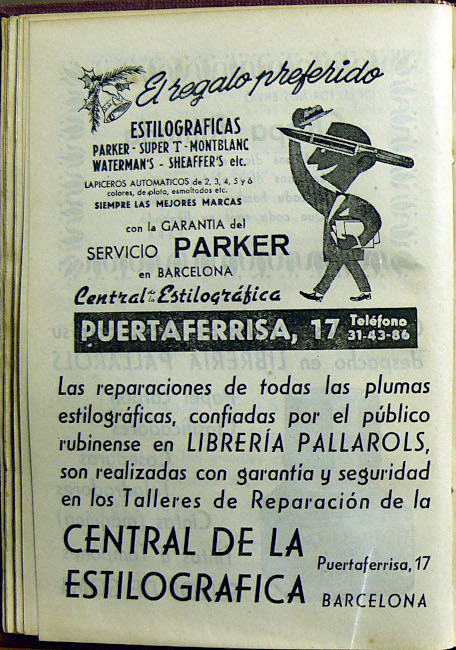 El regalo preferido
ESTILOGRAFICAS
PARKER - SUPER T - MONTBLANC
WATERMAN'S - SHEAFFER'S etc.
LAPICEROS AUTOMATICOS de 2, 3, 4, 5 y 6
colores, de plata, esmaltados etc.
SIEMPRE LAS MEJORES MARCAS
con la GARANTIA del
SERVICIO PARKER
en BARCELONA
Central de la Estilográfica
PUERTAFERRISA, 17 Teléfono
31-43-86
Las reparaciones de todas las plumas
estilográficas, confiadas por el público
rubinense en LIBRERÍA PALLAROLS,
son realizadas con garantía y seguridad
en los Talleres de Reparación de la
CENTRAL DE LA
ESTILOGRAFICA
Puertaferrisa, 17
BARCELONA